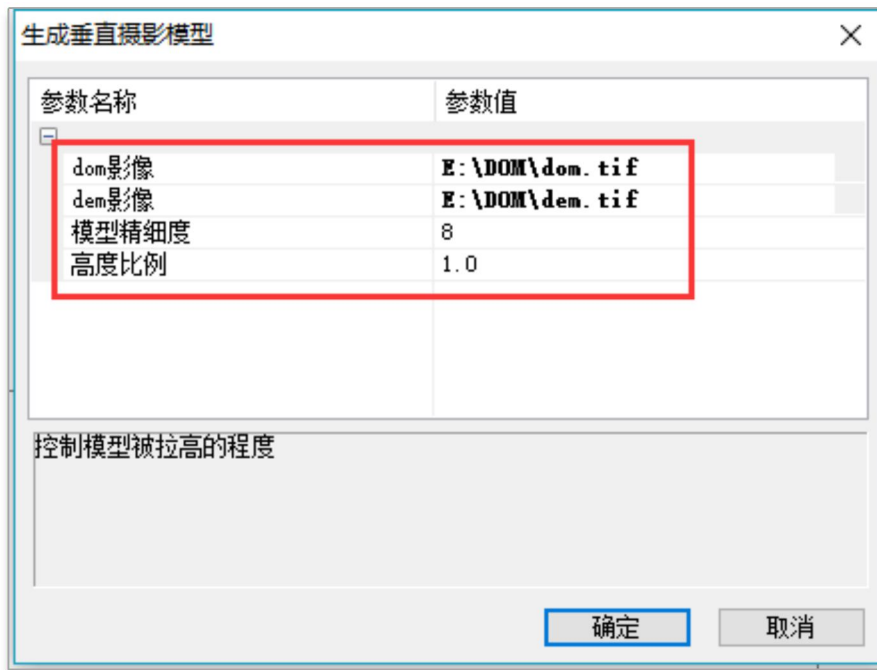 生成垂直摄影模型
参数名称 参数值
dom影像 E:\DOM\dom.tif
dem影像 E:\DOM\dem.tif
模型精细度 8
高度比例 1.0
控制模型被拉高的程度
确定 取消